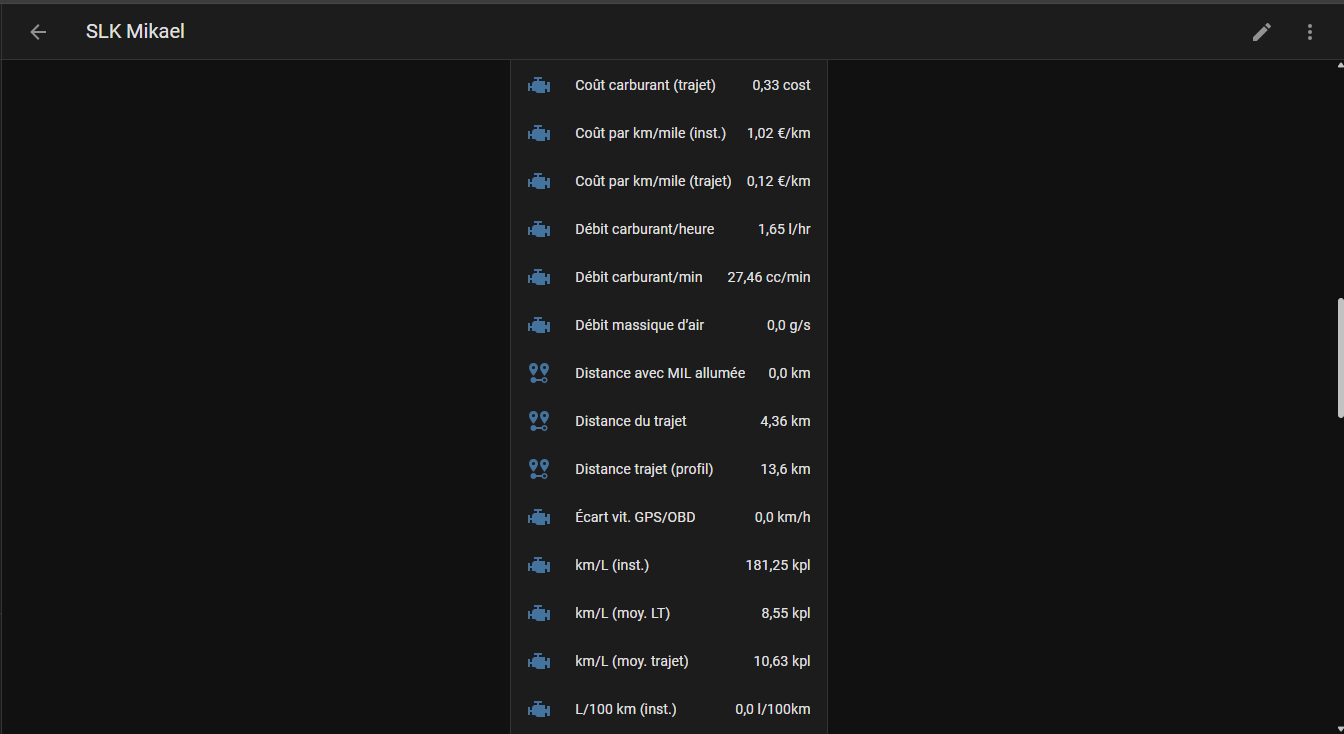 SLK Mikael
Coût carburant (trajet) 0,33 cost
Coût par km/mile (inst.) 1,02 €/km
Coût par km/mile (trajet) 0,12 €/km
Débit carburant/heure 1,65 l/hr
Débit carburant/min 27,46 cc/min
Débit massique d’air 0,0 g/s
Distance avec MIL allumée 0,0 km
Distance du trajet 4,36 km
Distance trajet (profil) 13,6 km
Écart vit. GPS/OBD 0,0 km/h
km/L (inst.) 181,25 kpl
km/L (moy. LT) 8,55 kpl
km/L (moy. trajet) 10,63 kpl
L/100 km (inst.) 0,0 l/100km